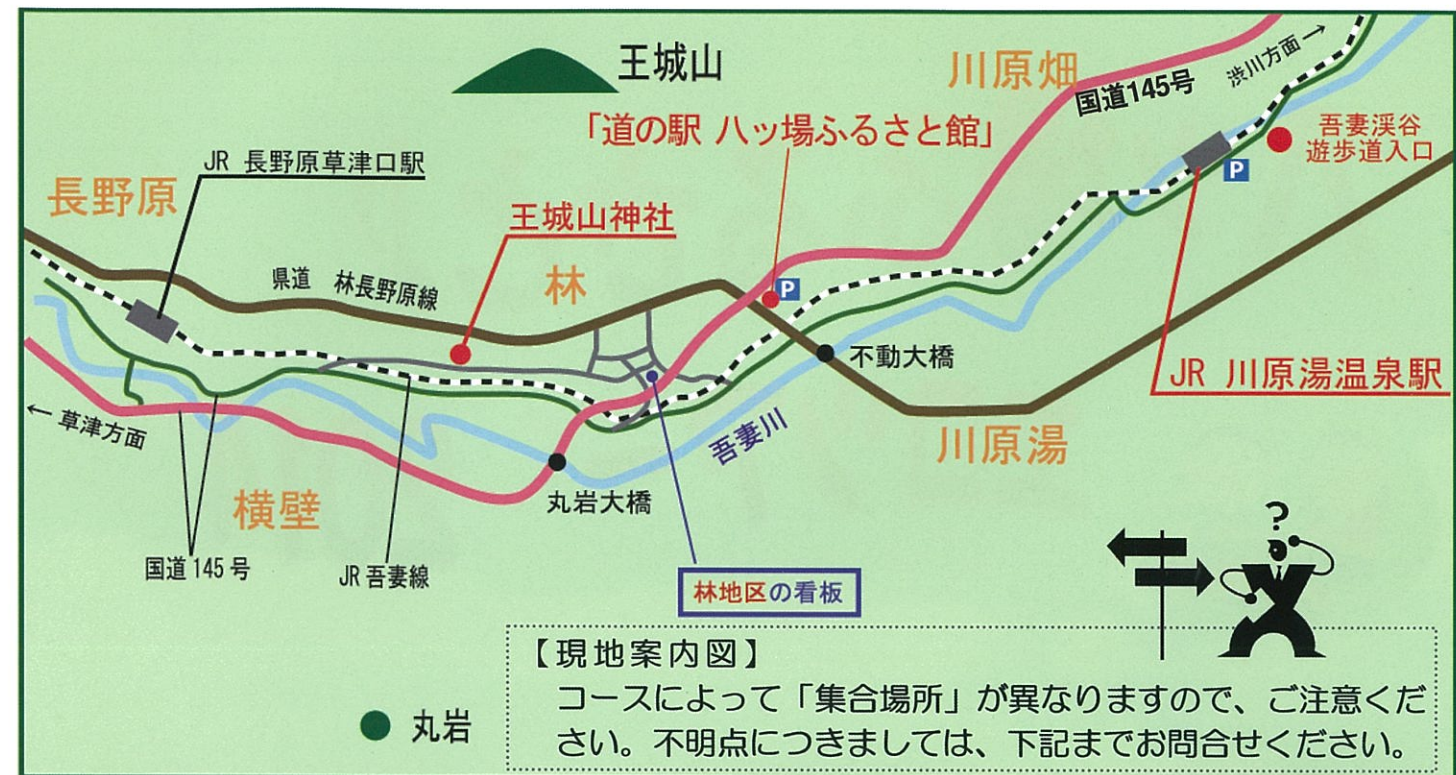 王城山
川原畑
国道145号
渋川方面→
「道の駅 八ッ場ふるさと館」
吾妻渓谷
遊歩道入口
JR 長野原草津口駅
長野原
王城山神社
P
林
県道 林長野原線
P
不動大橋
JR 川原湯温泉駅
← 草津方面
吾妻川
川原湯
横壁
丸岩大橋
国道145号
JR吾妻線
林地区の看板
?
丸岩
【現地案内図】
コースによって「集合場所」が異なりますので、ご注意くだ
さい。不明点につきましては、下記までお問合せください。